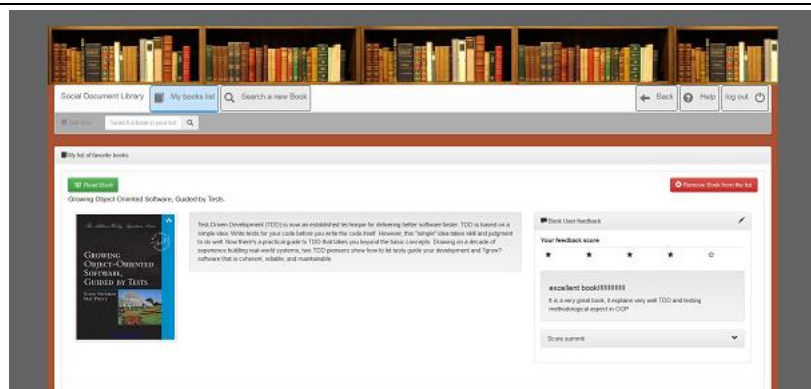 Social Document Library My books list Search a new Book Back Help log out
Search a book in your list
My list of favorite books
Read Book Remove Book from the list
Growing Object Oriented Software, Guided by Tests
GROWING
OBJECT-ORIENTED
SOFTWARE,
GUIDED BY TESTS
Test-Driven Development (TDD) is now an established technique for delivering better software faster. TDD is based on a
simple idea: Write tests for your code before you write the code itself. However, this "simple" idea takes skill and judgment
to do well. Now there's a practical guide to TDD that takes you beyond the basic concepts. Drawing on a decade of
experience building real-world systems, two TDD pioneers show how to let tests guide your development and ?grow?
software that is coherent, reliable, and maintainable.
Book User feedback
Your feedback score
excellent book!!!!!!!!!!!!!
It is a very great book, it explains very well TDD and testing
methodological aspect in OOP
Score summit